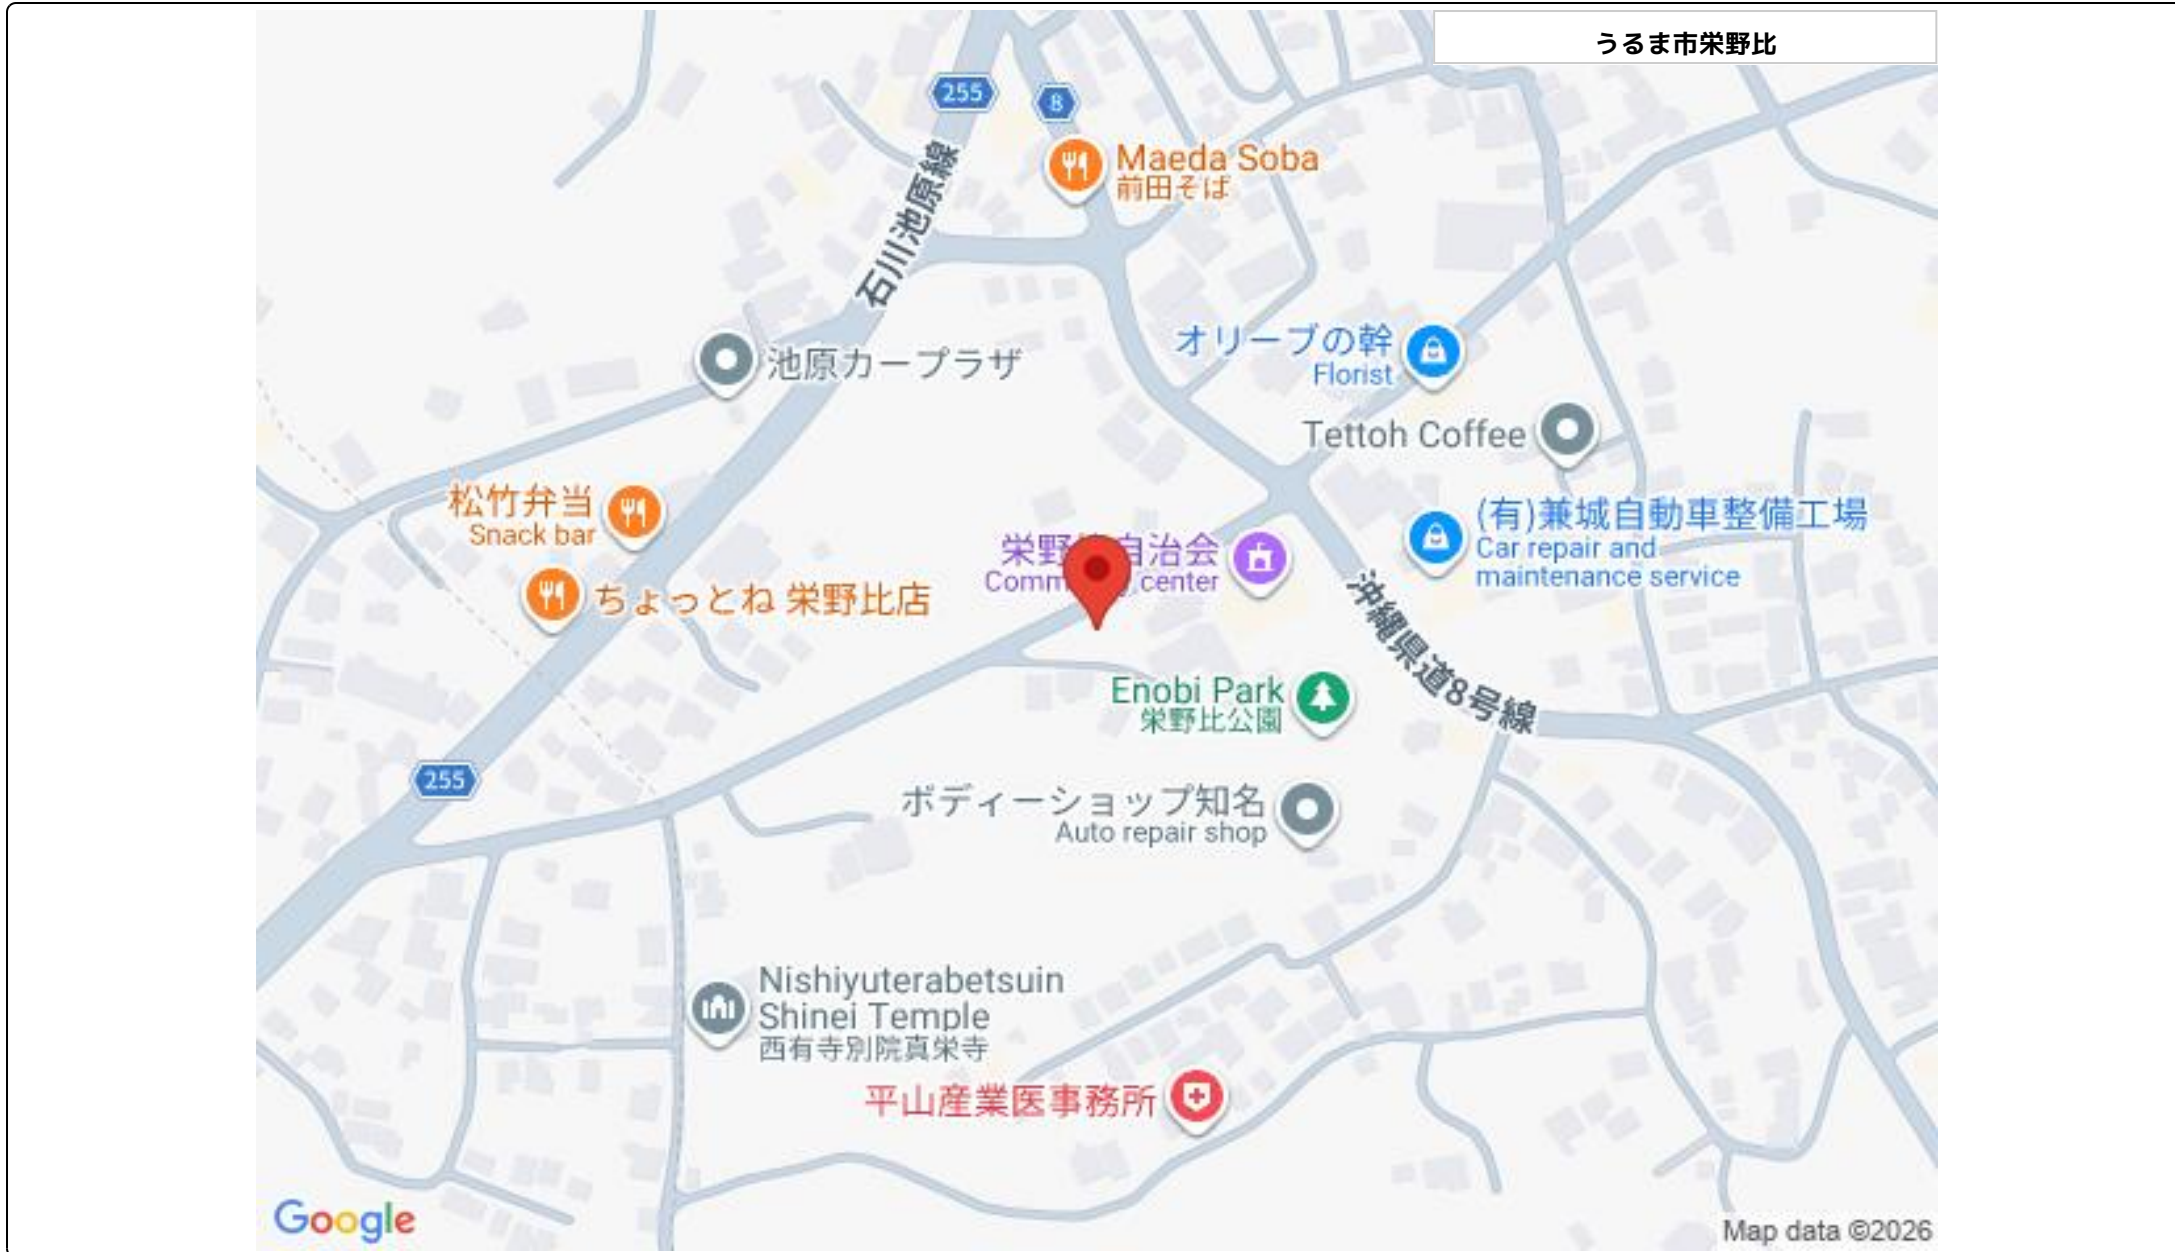 うるま市栄野比
255
8
Maeda Soba
前田そば
石川池原線
オリーブの幹
Florist
池原カープラザ
Tettoh Coffee
松竹弁当
Snack bar
(有)兼城自動車整備工場
Car repair and
maintenance service
栄野 自治会
center
ちょっとね 栄野比店
沖縄県道8号線
Enobi Park
栄野比公園
255
ボディーショップ知名
Auto repair shop
Nishiyuterabetsuin
Shinei Temple
西有寺別院真栄寺
平山産業医事務所
Google
Map data ©2026